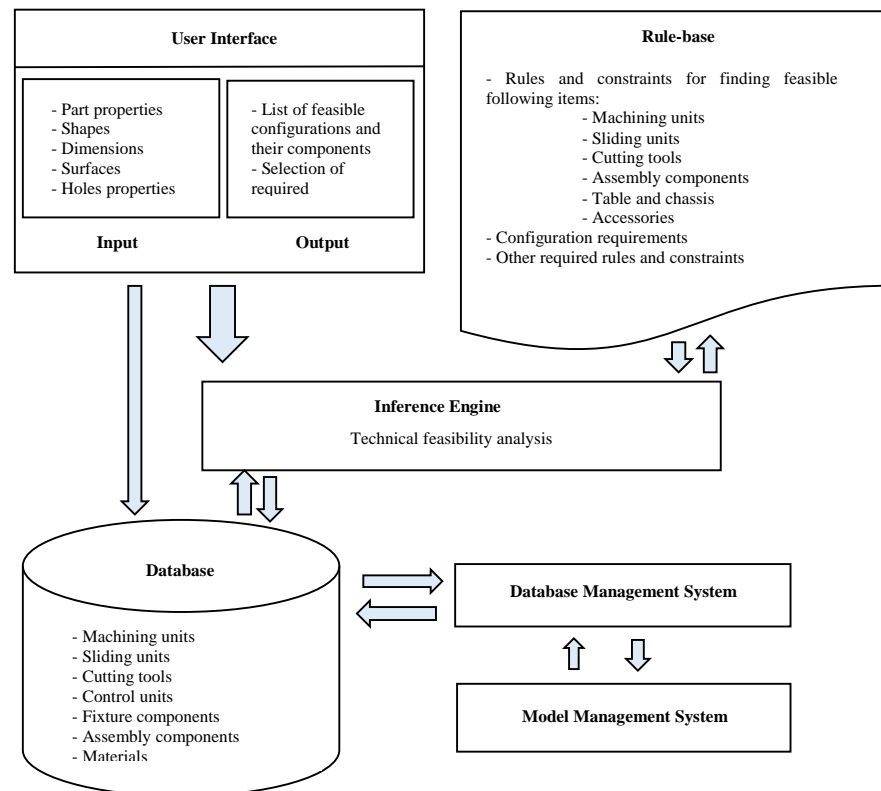 User Interface
- Part properties
- Shapes
- Dimensions
- Surfaces
- Holes properties
- List of feasible
configurations and
their components
- Selection of
required
Input
Output
Rule-base
- Rules and constraints for finding feasible
following items:
- Machining units
- Sliding units
- Cutting tools
- Assembly components
- Table and chassis
- Accessories
- Configuration requirements
- Other required rules and constraints
Inference Engine
Technical feasibility analysis
Database
- Machining units
- Sliding units
- Cutting tools
- Control units
- Fixture components
- Assembly components
- Materials
Database Management System
Model Management System